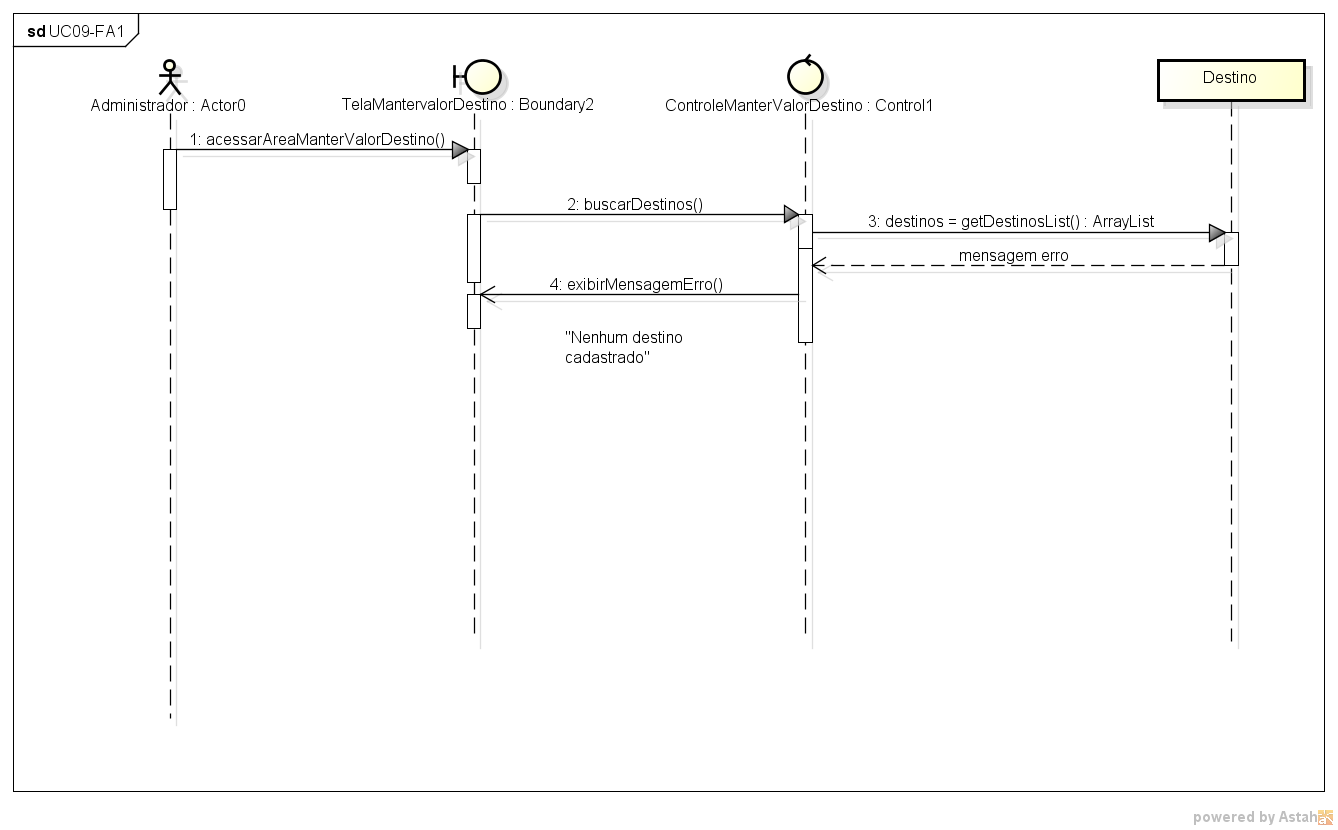 sd UC09-FA1
Administrador : Actor0
TelaMantervalorDestino : Boundary2
ControleManterValorDestino : Control1
Destino
1: acessarAreaManterValorDestino()
2: buscarDestinos()
3: destinos = getDestinosList() : ArrayList
mensagem erro
4: exibirMensagemErro()
"Nenhum destino
cadastrado"
powered by Astah